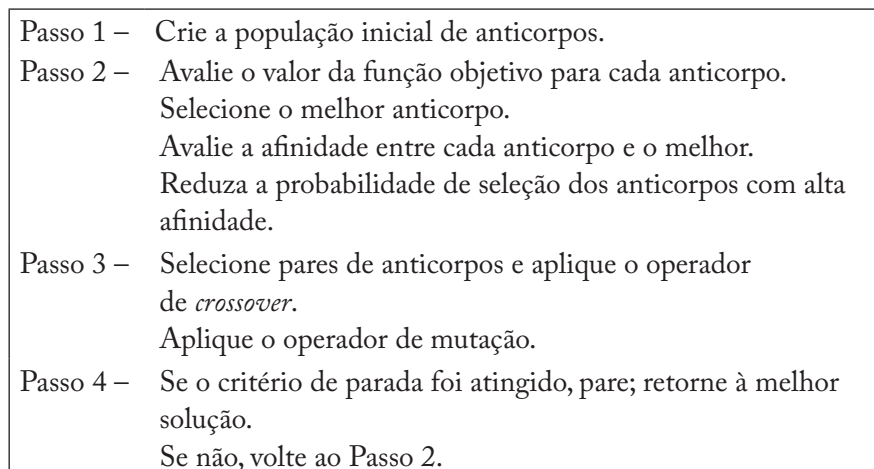 Passo 1 – Crie a população inicial de anticorpos.
Passo 2 – Avalie o valor da função objetivo para cada anticorpo.
Selecione o melhor anticorpo.
Avalie a afinidade entre cada anticorpo e o melhor.
Reduza a probabilidade de seleção dos anticorpos com alta
afinidade.
Passo 3 – Selecione pares de anticorpos e aplique o operador
de crossover.
Aplique o operador de mutação.
Passo 4 – Se o critério de parada foi atingido, pare; retorne à melhor
solução.
Se não, volte ao Passo 2.